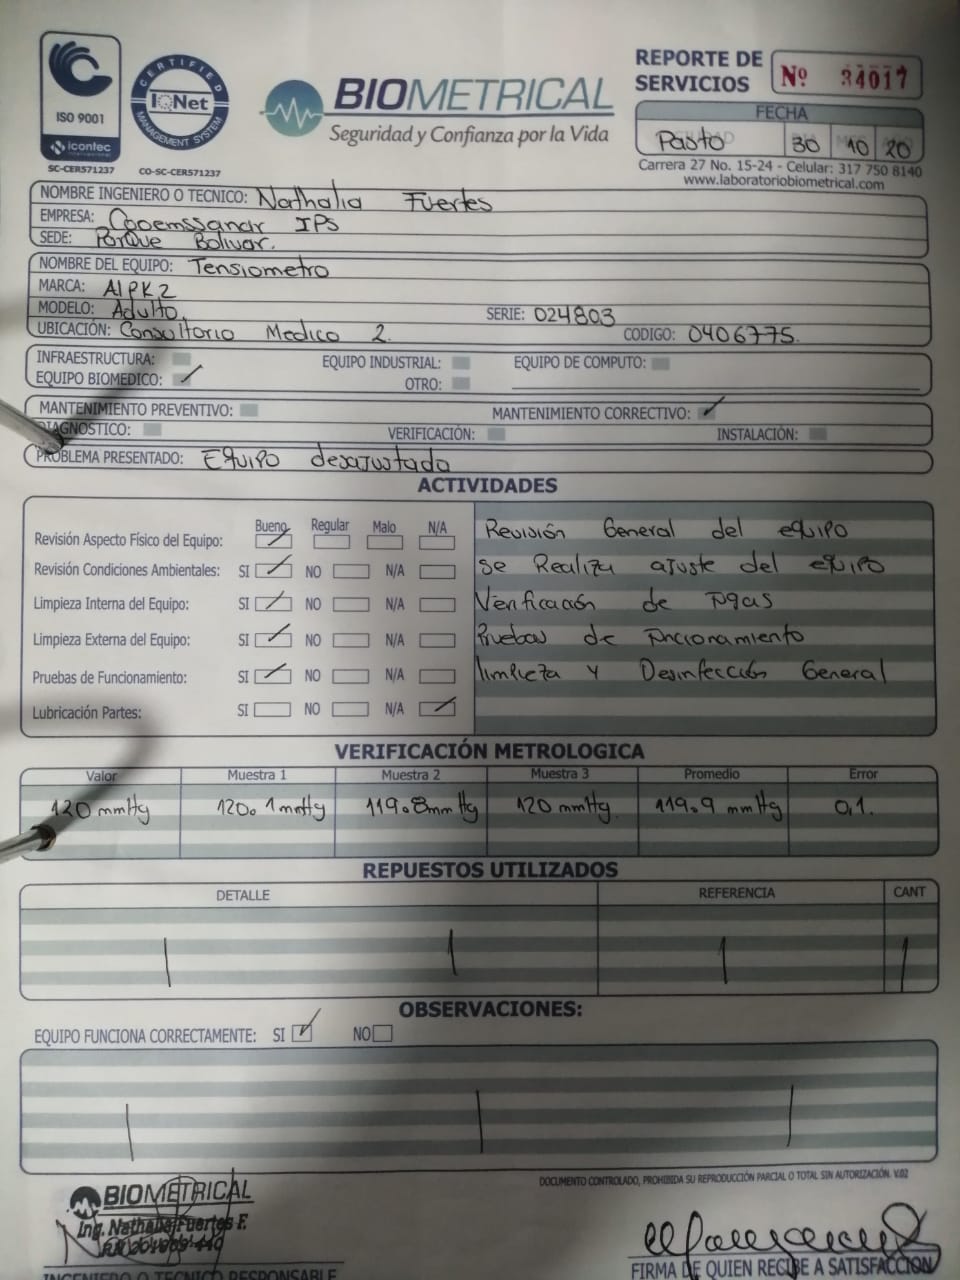 ISO 9001
icontec
internacional
SC-CER571237
CERTIFIED
IQNet
MANAGEMENT SYSTEM
CO-SC-CER571237
BIOMETRICAL
Seguridad y Confianza por la Vida
REPORTE DE SERVICIOS Nº 34017
FECHA
Pasto 30 10 20
Carrera 27 No. 15-24 - Celular: 317 750 8140
www.laboratoriobiometrical.com
NOMBRE INGENIERO O TECNICO: Nathalia Fuertes
EMPRESA: Cooemssanar IPS
SEDE: Parque Bolivar.
NOMBRE DEL EQUIPO: Tensiometro
MARCA: AlPK2
MODELO: Adulto. SERIE: 024803
UBICACIÓN: Consultorio Medico 2. CODIGO: 0406775.
INFRAESTRUCTURA: EQUIPO INDUSTRIAL: EQUIPO DE COMPUTO:
EQUIPO BIOMEDICO: OTRO:
MANTENIMIENTO PREVENTIVO: MANTENIMIENTO CORRECTIVO:
DIAGNOSTICO: VERIFICACIÓN: INSTALACIÓN:
PROBLEMA PRESENTADO: Equipo desajustado
ACTIVIDADES
Bueno Regular Malo N/A
Revisión Aspecto Físico del Equipo:
Revisión Condiciones Ambientales: SI NO N/A
Limpieza Interna del Equipo: SI NO N/A
Limpieza Externa del Equipo: SI NO N/A
Pruebas de Funcionamiento: SI NO N/A
Lubricación Partes: SI NO N/A
Revisión General del equipo
Se Realiza ajuste del equipo
Verificación de Fugas
Pruebas de Funcionamiento
limpieza y Desinfección General
VERIFICACIÓN METROLOGICA
Valor Muestra 1 Muestra 2 Muestra 3 Promedio Error
120 mmHg 120.1mmHg 119.8mmHg 120 mmHg 119.9 mmHg 0,1.
REPUESTOS UTILIZADOS
DETALLE REFERENCIA CANT
OBSERVACIONES:
EQUIPO FUNCIONA CORRECTAMENTE: SI NO
DOCUMENTO CONTROLADO, PROHIBIDA SU REPRODUCCIÓN PARCIAL O TOTAL SIN AUTORIZACIÓN. V.02
BIOMETRICAL
Ing. Nathalia Fuertes F.
INGENIERO O TECNICO RESPONSABLE
FIRMA DE QUIEN RECIBE A SATISFACCION